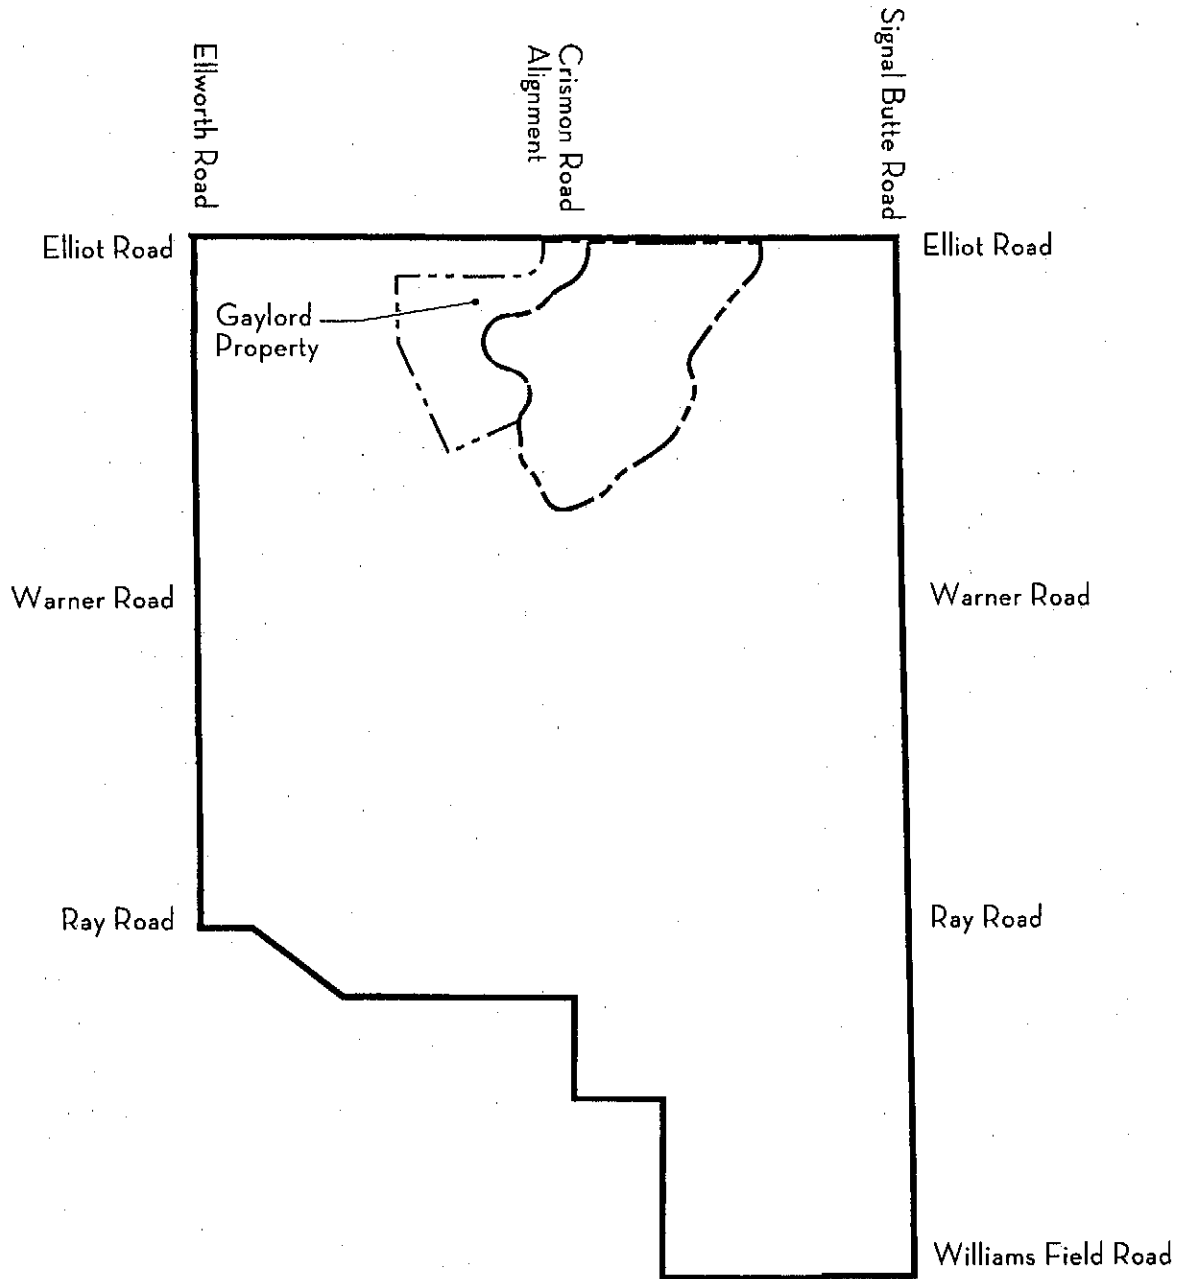 Ellworth Road
Crismon Road
Alignment
Signal Butte Road
Elliot Road
Elliot Road
Gaylord
Property
Warner Road
Warner Road
Ray Road
Ray Road
Williams Field Road